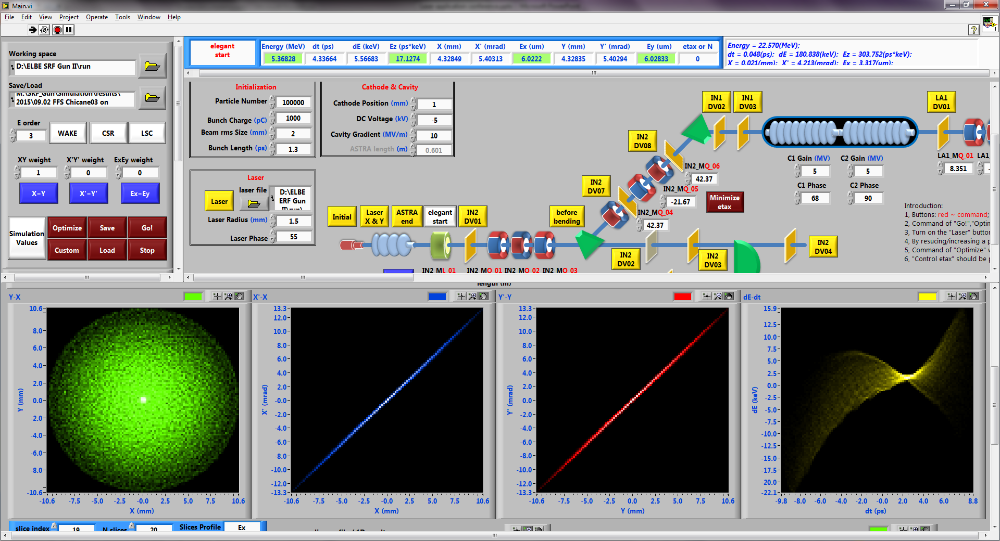 Main.vi
File Edit View Project Operate Tools Window Help
Working space
D:\ELBE SRF Gun II\run
Save/Load
M:\SRF_Gun\Simulation\results\
2015\09.02 FFS Chicane03 on
E order
3
WAKE CSR LSC
XY weight X'Y' weight ExEy weight
1 0 0
X=Y X'=Y' Ex=Ey
Simulation
Values
Optimize Save Go!
Custom Load Stop
elegant
start
Energy (MeV) dt (ps) dE (keV) Ez (ps*keV) X (mm) X' (mrad) Ex (um) Y (mm) Y' (mrad) Ey (um) etax or N
5.36828 4.33664 5.56683 17.1274 4.32849 5.40313 6.0222 4.32835 5.40294 6.02833 0
Energy = 22.570(MeV);
dt = 0.048(ps); dE = 180.838(keV); Ez = 303.752(ps*keV);
X = 0.021(mm); X' = 4.213(mrad); Ex = 3.317(um);
Initialization
Particle Number 100000
Bunch Charge (pC) 1000
Beam rms Size (mm) 2
Bunch Length (ps) 1.3
Cathode & Cavity
Cathode Position (mm) 1
DC Voltage (kV) -5
Cavity Gradient (MV/m) 10
ASTRA length (m) 0.601
Laser
Laser
laser file
D:\ELBE
ERF Gun
II\run\
Laser Radius (mm) 1.5
Laser Phase 55
Initial
Laser
X & Y
ASTRA
end
elegant
start
IN2
DV01
before
bending
IN2
DV07
IN2
DV08
IN1
DV02
IN1
DV03
LA1
DV01
IN2_MQ_06
42.37
IN2_MQ_05
-21.67
IN2_MQ_04
42.37
Minimize
etax
C1 Gain (MV) C2 Gain (MV)
5 5
C1 Phase C2 Phase
68 90
LA1_MQ_01 LA1_
8.351 -
IN2
DV02
IN2
DV03
IN2
DV04
IN2_ML_01 IN2_MQ_01 IN2_MQ_02 IN2_MQ_03
Introduction:
1, Buttons: red ~ command;
2, Command of "Go!","Optin
3, Turn on the "Laser" button
4, By resucing/increasing a p
5, Command of "Optimize" w
6, "Control etax" should be p
length (m)
Y-X
10.6
8.0
6.0
4.0
2.0
0.0
-2.0
-4.0
-6.0
-8.0
-10.6
Y (mm)
-10.6 -7.5 -5.0 -2.5 0.0 2.5 5.0 7.5 10.6
X (mm)
X'-X
13.3
12.0
10.0
8.0
6.0
4.0
2.0
-0.0
-2.0
-4.0
-6.0
-8.0
-10.0
-12.0
-13.3
X' (mrad)
-10.6 -7.5 -5.0 -2.5 0.0 2.5 5.0 7.5 10.6
X (mm)
Y'-Y
13.3
12.0
10.0
8.0
6.0
4.0
2.0
-0.0
-2.0
-4.0
-6.0
-8.0
-10.0
-12.0
-13.3
Y' (mrad)
-10.6 -7.5 -5.0 -2.5 0.0 2.5 5.0 7.5 10.6
Y (mm)
dE-dt
15.9
12.5
10.0
7.5
5.0
2.5
0.0
-2.5
-5.0
-7.5
-10.0
-12.5
-15.0
-17.5
-20.0
-22.1
dE (keV)
-9.8 -8.0 -6.0 -4.0 -2.0 -0.0 2.0 4.0 6.0 8.8
dt (ps)
slice index 19 N slices 20 Slices Profile Ex